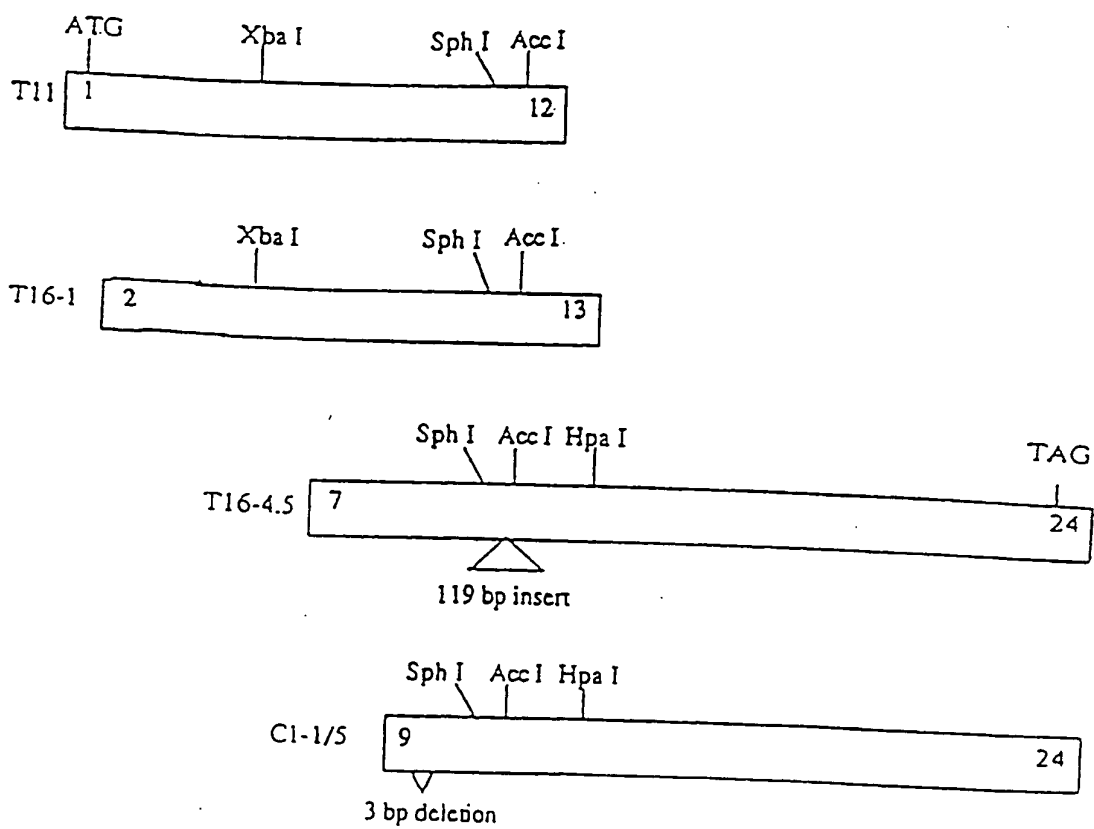 ATG Xba I Sph I Acc I
T11 1 12
Xba I Sph I Acc I
T16-1 2 13
Sph I Acc I Hpa I TAG
T16-4.5 7 24
119 bp insert
Sph I Acc I Hpa I
C1-1/5 9 24
3 bp deletion